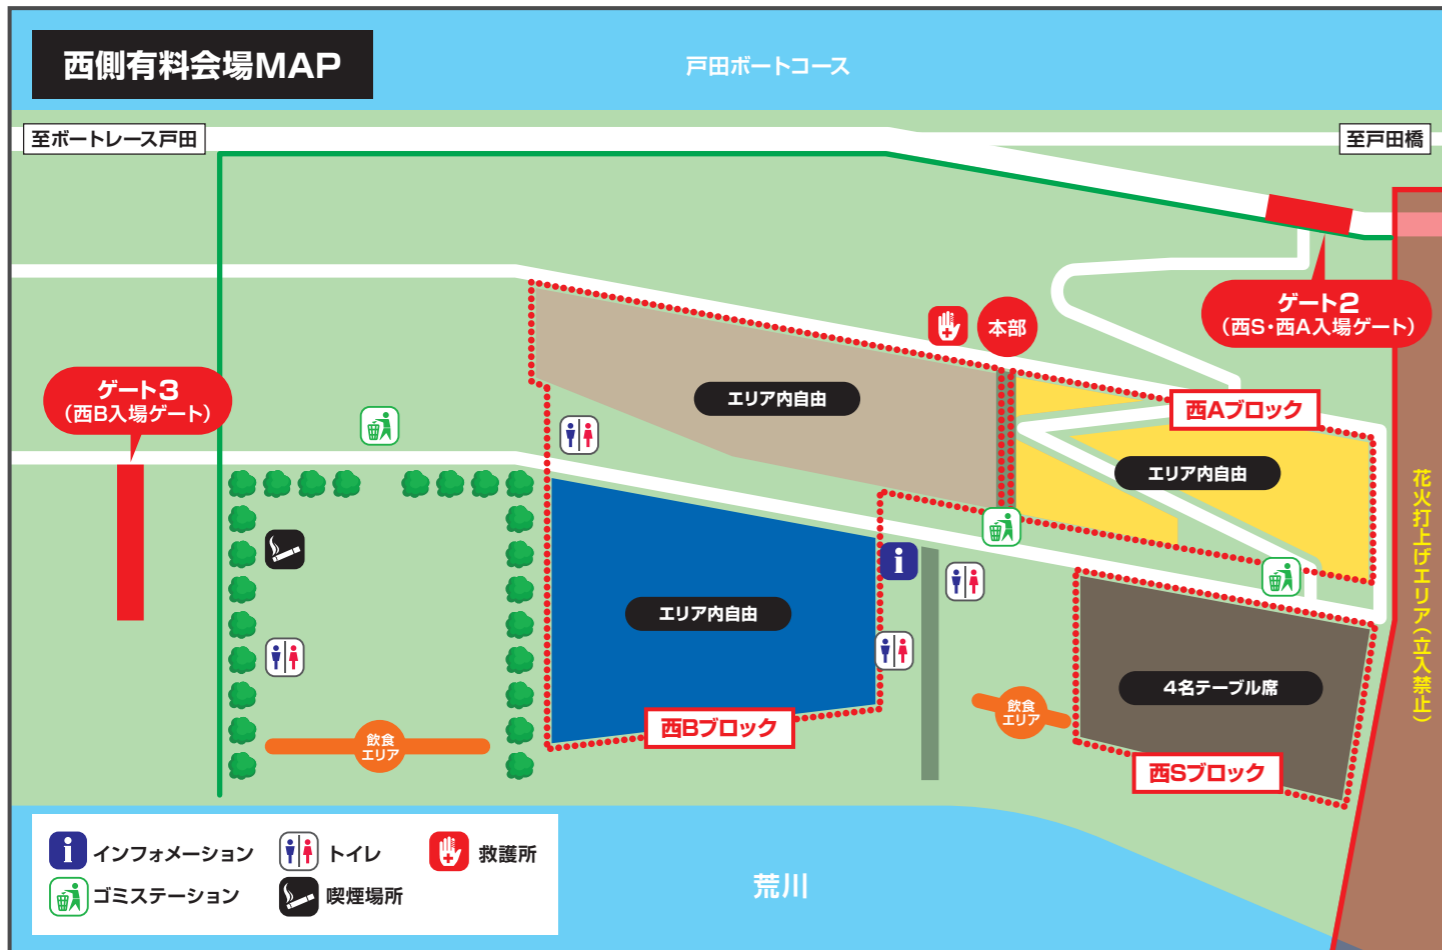 西側有料会場MAP
戸田ボートコース
至ボートレース戸田
至戸田橋
ゲート2
(西S・西A入場ゲート)
本部
ゲート3
(西B入場ゲート)
エリア内自由
西Aブロック
エリア内自由
花火打上げエリア(立入禁止)
エリア内自由
4名テーブル席
飲食
エリア
西Bブロック
飲食
エリア
西Sブロック
i
i
インフォメーション
トイレ
救護所
ゴミステーション
喫煙場所
荒川